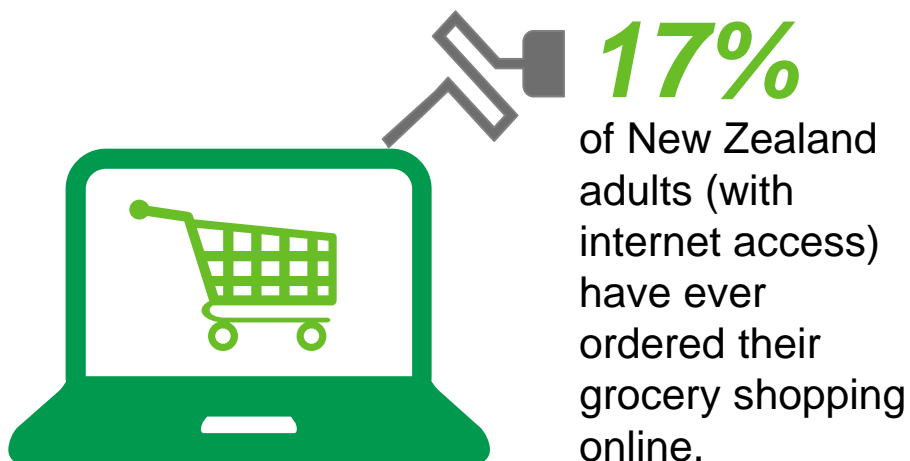 17%
of New Zealand
adults (with
internet access)
have ever
ordered their
grocery shopping
online.